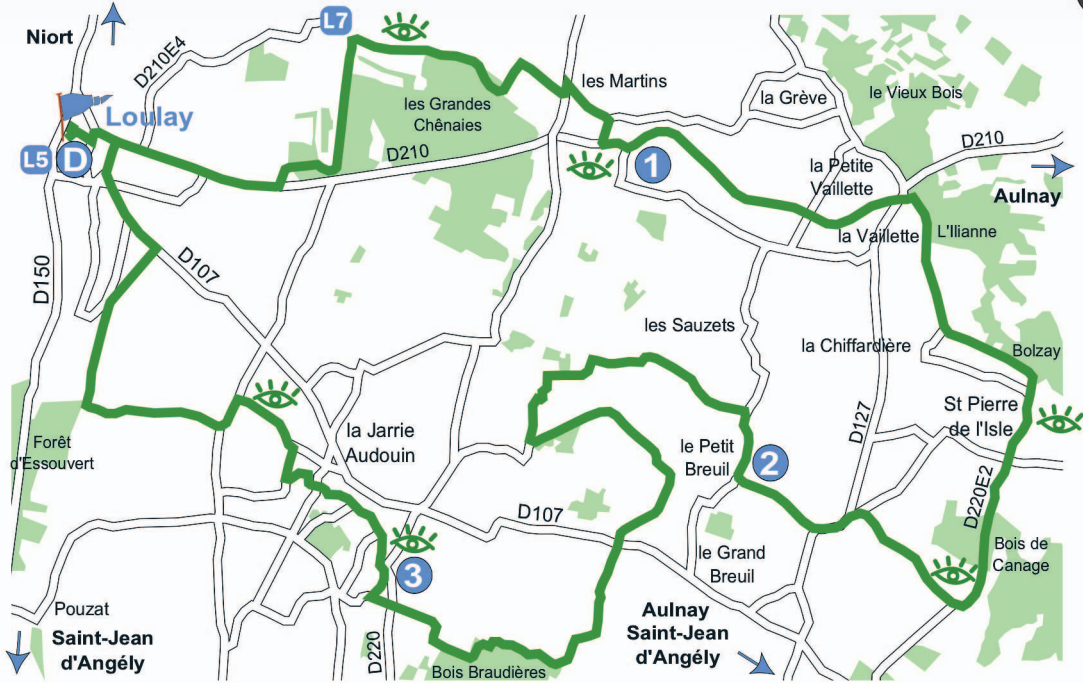 L7
Niort
D210E4
les Martins
la Grève
le Vieux Bois
les Grandes
Chênaies
Loulay
D210
D210
L5
D
1
la Petite
Vaillette
Aulnay
la Vaillette
L'Ilianne
D150
D107
les Sauzets
la Chiffardière
Bolzay
St Pierre
de l'Isle
D127
la Jarrie
Audouin
Forêt
d'Essouvert
le Petit
Breuil
2
D220E2
D107
le Grand
Breuil
Bois de
Canage
3
Pouzat
Saint-Jean
d'Angély
D220
Bois Braudières
Aulnay
Saint-Jean
d'Angély